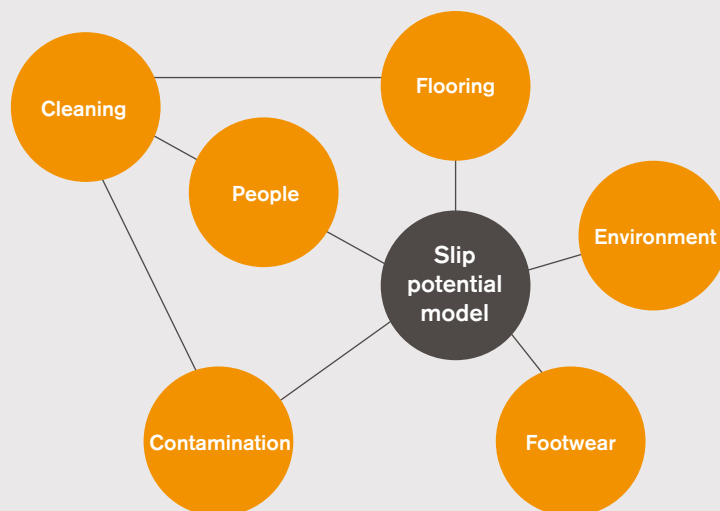 Cleaning
Flooring
People
Environment
Slip
potential
model
Contamination
Footwear